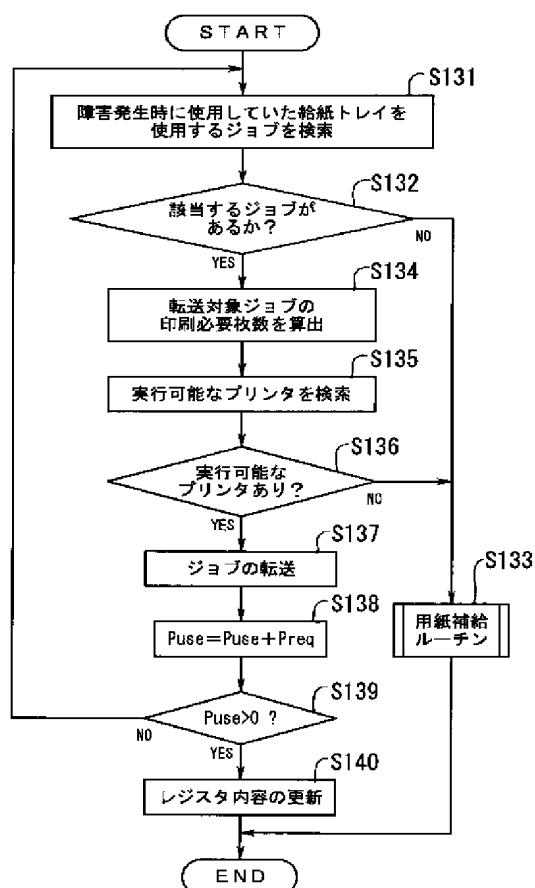 START
S131
障害発生時に使用していた給紙トレイを
使用するジョブを検索
S132
該当するジョブが
あるか?
NO
YES
S134
転送対象ジョブの
印刷必要枚数を算出
S135
実行可能なプリンタを検索
S136
実行可能な
プリンタあり?
NO
YES
S137
ジョブの転送
S133
用紙補給
ルーチン
S138
Puse=Puse+Preq
S139
Puse>0 ?
NO
YES
S140
レジスタ内容の更新
END